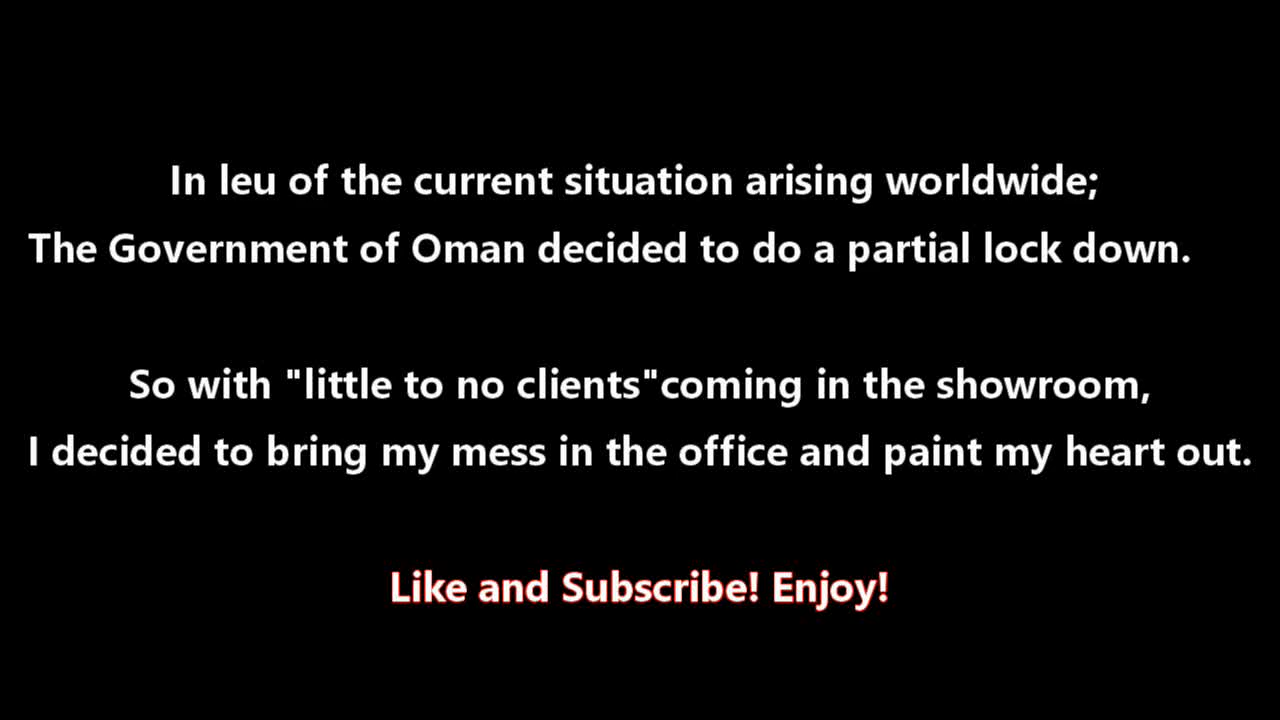 In leu of the current situation arising worldwide;
The Government of Oman decided to do a partial lock down.
So with "little to no clients"coming in the showroom,
I decided to bring my mess in the office and paint my heart out.
Like and Subscribe! Enjoy!